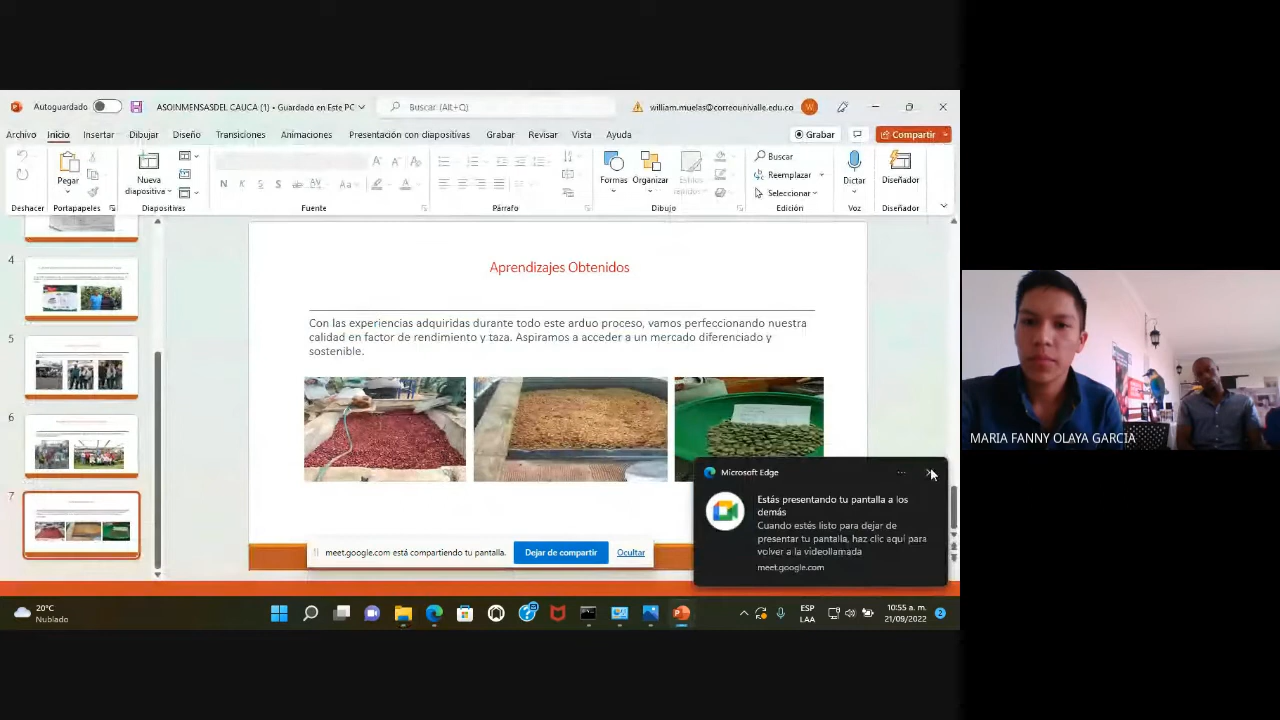 Autoguardado
ASOINMENSASDEL CAUCA (1) • Guardado en Este PC
Buscar (Alt+Q)
william.muelas@correounivalle.edu.co
W
Archivo Inicio Insertar Dibujar Diseño Transiciones Animaciones Presentación con diapositivas Grabar Revisar Vista Ayuda
Grabar
Compartir
Pegar
Nueva
diapositiva
N K S
Aa
Formas
Organizar
Estilos
rápidos
Buscar
Reemplazar
Seleccionar
Dictar
Diseñador
Deshacer Portapapeles Diapositivas Fuente Párrafo Dibujo Edición Voz Diseñador
4
5
6
7
Aprendizajes Obtenidos
Con las experiencias adquiridas durante todo este arduo proceso, vamos perfeccionando nuestra
calidad en factor de rendimiento y taza. Aspiramos a acceder a un mercado diferenciado y
sostenible.
Microsoft Edge
Estás presentando tu pantalla a los
demás
Cuando estés listo para dejar de
presentar tu pantalla, haz clic aquí para
volver a la videollamada
meet.google.com
meet.google.com está compartiendo tu pantalla.
Dejar de compartir
Ocultar
20°C
Nublado
ESP
LAA
10:55 a. m.
21/09/2022
2
MARIA FANNY OLAYA GARCIA